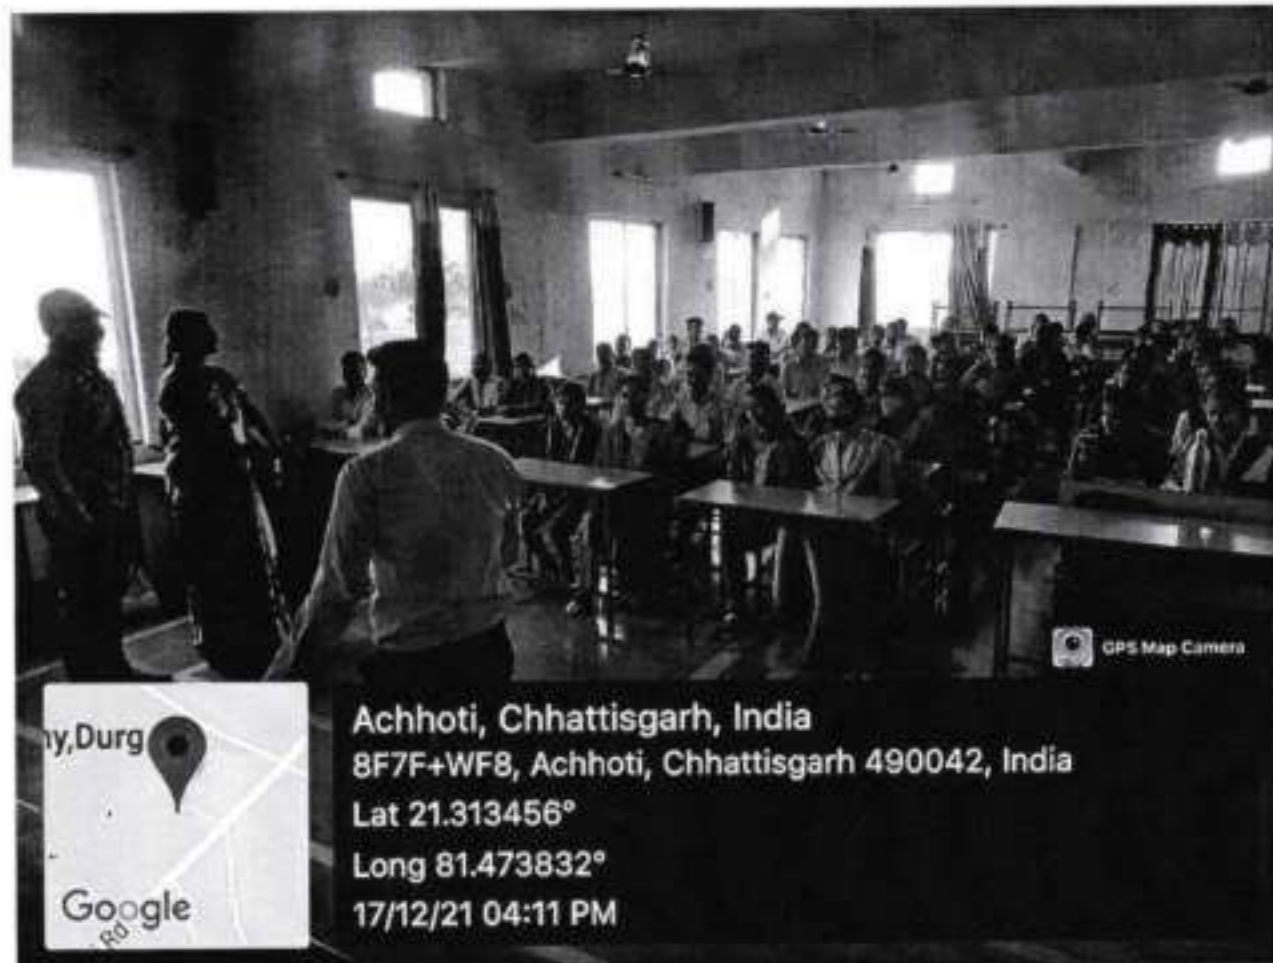 GPS Map Camera
ny,Durg
Google
Rd
Achhoti, Chhattisgarh, India
8F7F+WF8, Achhoti, Chhattisgarh 490042, India
Lat 21.313456°
Long 81.473832°
17/12/21 04:11 PM